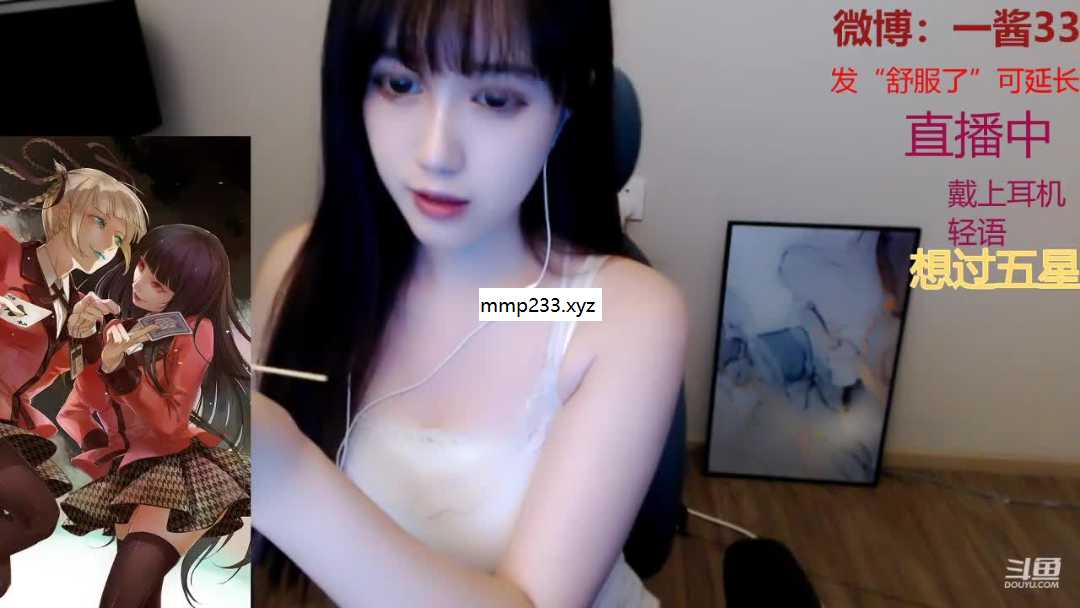 微博：一酱33
发“舒服了”可延长
直播中
戴上耳机
轻语
想过五星
mmp233.xyz
斗鱼
DOUYU.COM